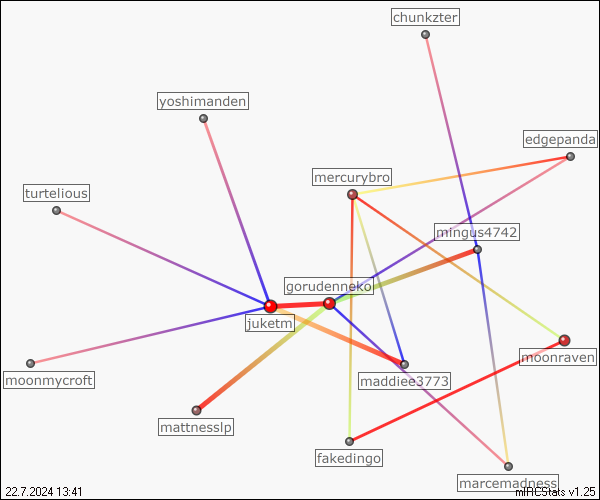 chunkzter
yoshimanden
edgepanda
mercurybro
turtelious
mingus4742
gorudenneko
juketm
moonraven
moonmycroft
maddiee3773
mattnesslp
fakedingo
marcemadness
22.7.2024 13:41
mIRCStats v1.25